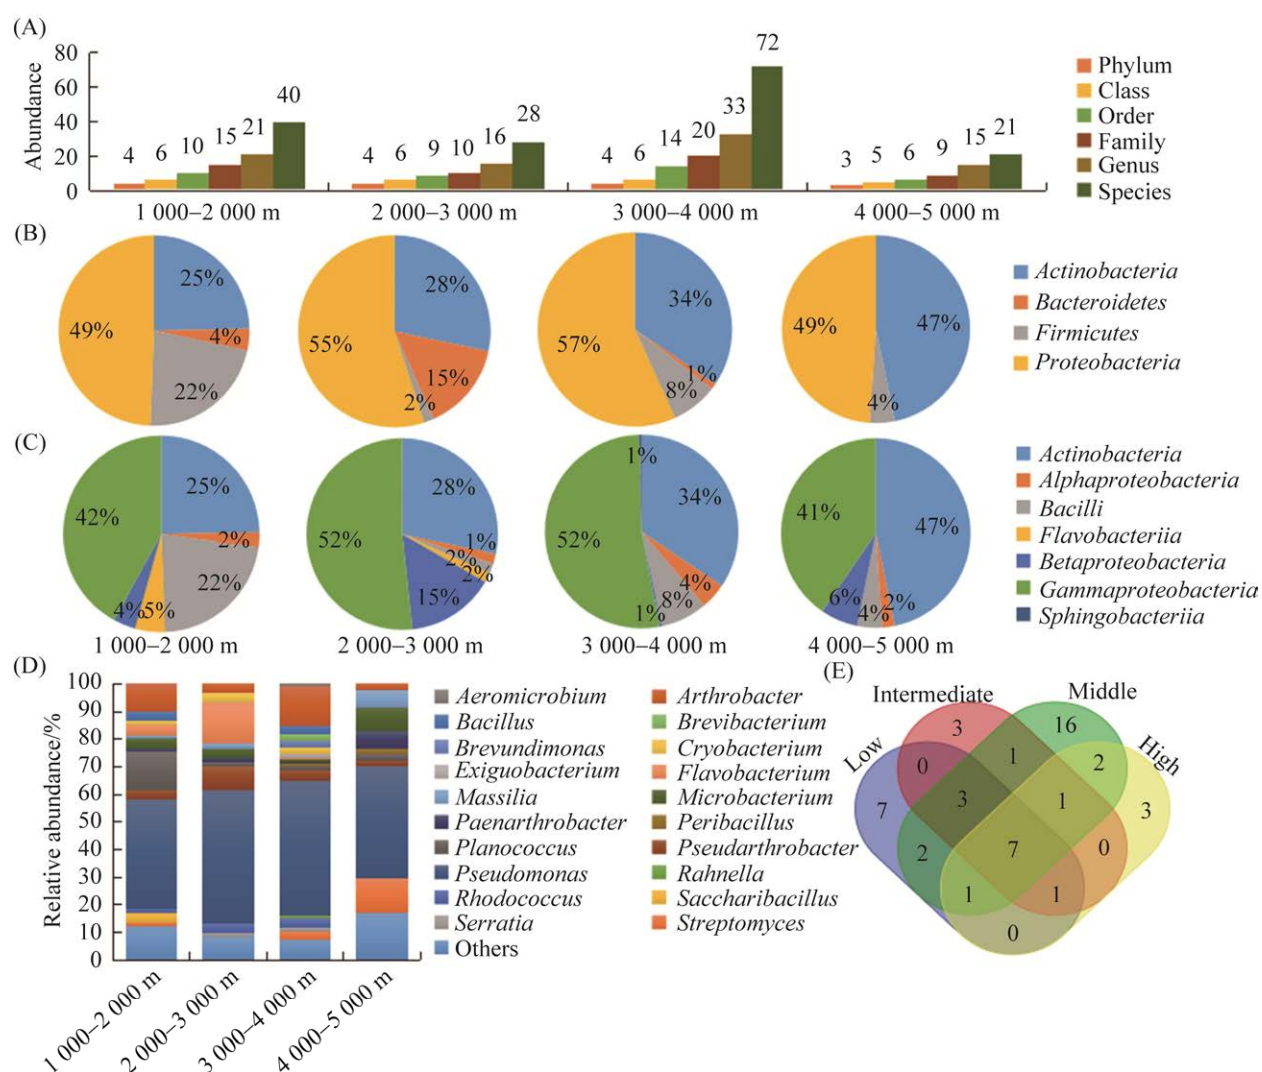 (A)
Abundance
80
60
40
20
0
4 6 10 15 21 40
4 6 9 10 16 28
4 6 14 20 33 72
3 5 6 9 15 21
1 000–2 000 m
2 000–3 000 m
3 000–4 000 m
4 000–5 000 m
Phylum
Class
Order
Family
Genus
Species
(B)
25%
4%
22%
49%
28%
15%
2%
55%
34%
1%
8%
57%
47%
4%
49%
Actinobacteria
Bacteroidetes
Firmicutes
Proteobacteria
(C)
25%
2%
22%
5%
4%
42%
28%
1%
2%
2%
15%
52%
1%
34%
4%
8%
1%
52%
47%
2%
4%
6%
41%
1 000–2 000 m
2 000–3 000 m
3 000–4 000 m
4 000–5 000 m
Actinobacteria
Alphaproteobacteria
Bacilli
Flavobacteriia
Betaproteobacteria
Gammaproteobacteria
Sphingobacteriia
(D)
Relative abundance/%
100
90
80
70
60
50
40
30
20
10
0
1 000–2 000 m
2 000–3 000 m
3 000–4 000 m
4 000–5 000 m
Aeromicrobium Arthrobacter
Bacillus Brevibacterium
Brevundimonas Cryobacterium
Exiguobacterium Flavobacterium
Massilia Microbacterium
Paenarthrobacter Peribacillus
Planococcus Pseudarthrobacter
Pseudomonas Rahnella
Rhodococcus Saccharibacillus
Serratia Streptomyces
Others
(E)
Intermediate Middle
Low High
3 16
0 1 2
7 3 1 3
2 7 0
1 1
0